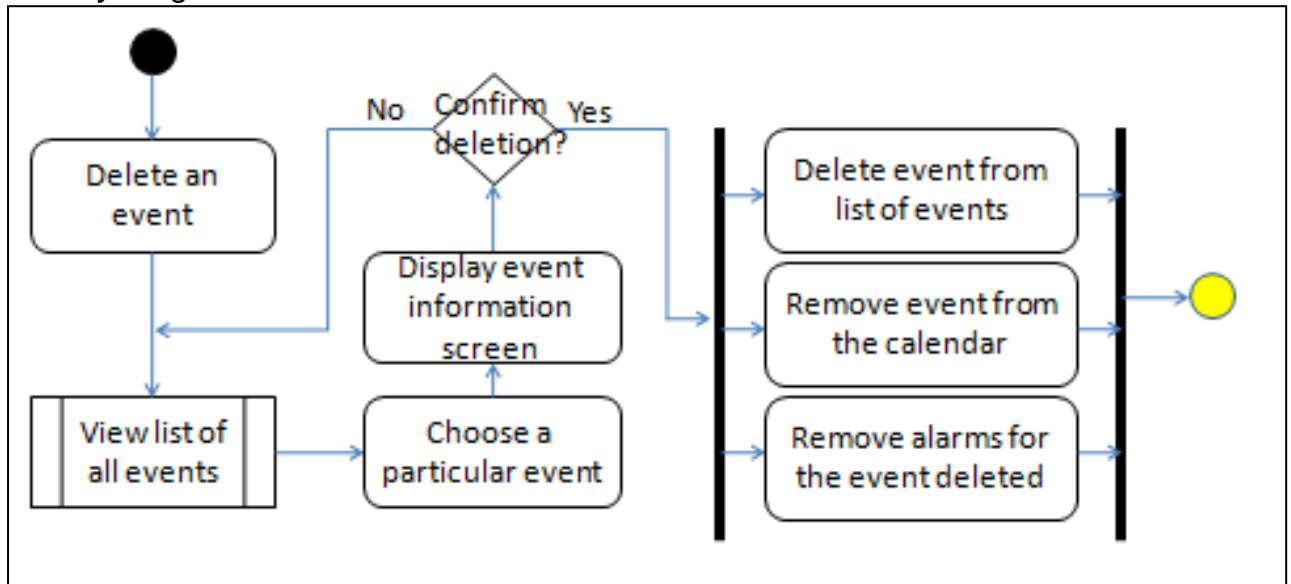 No
Confirm
deletion?
Yes
Delete an
event
Delete event from
list of events
Display event
information
screen
Remove event from
the calendar
View list of
all events
Choose a
particular event
Remove alarms for
the event deleted